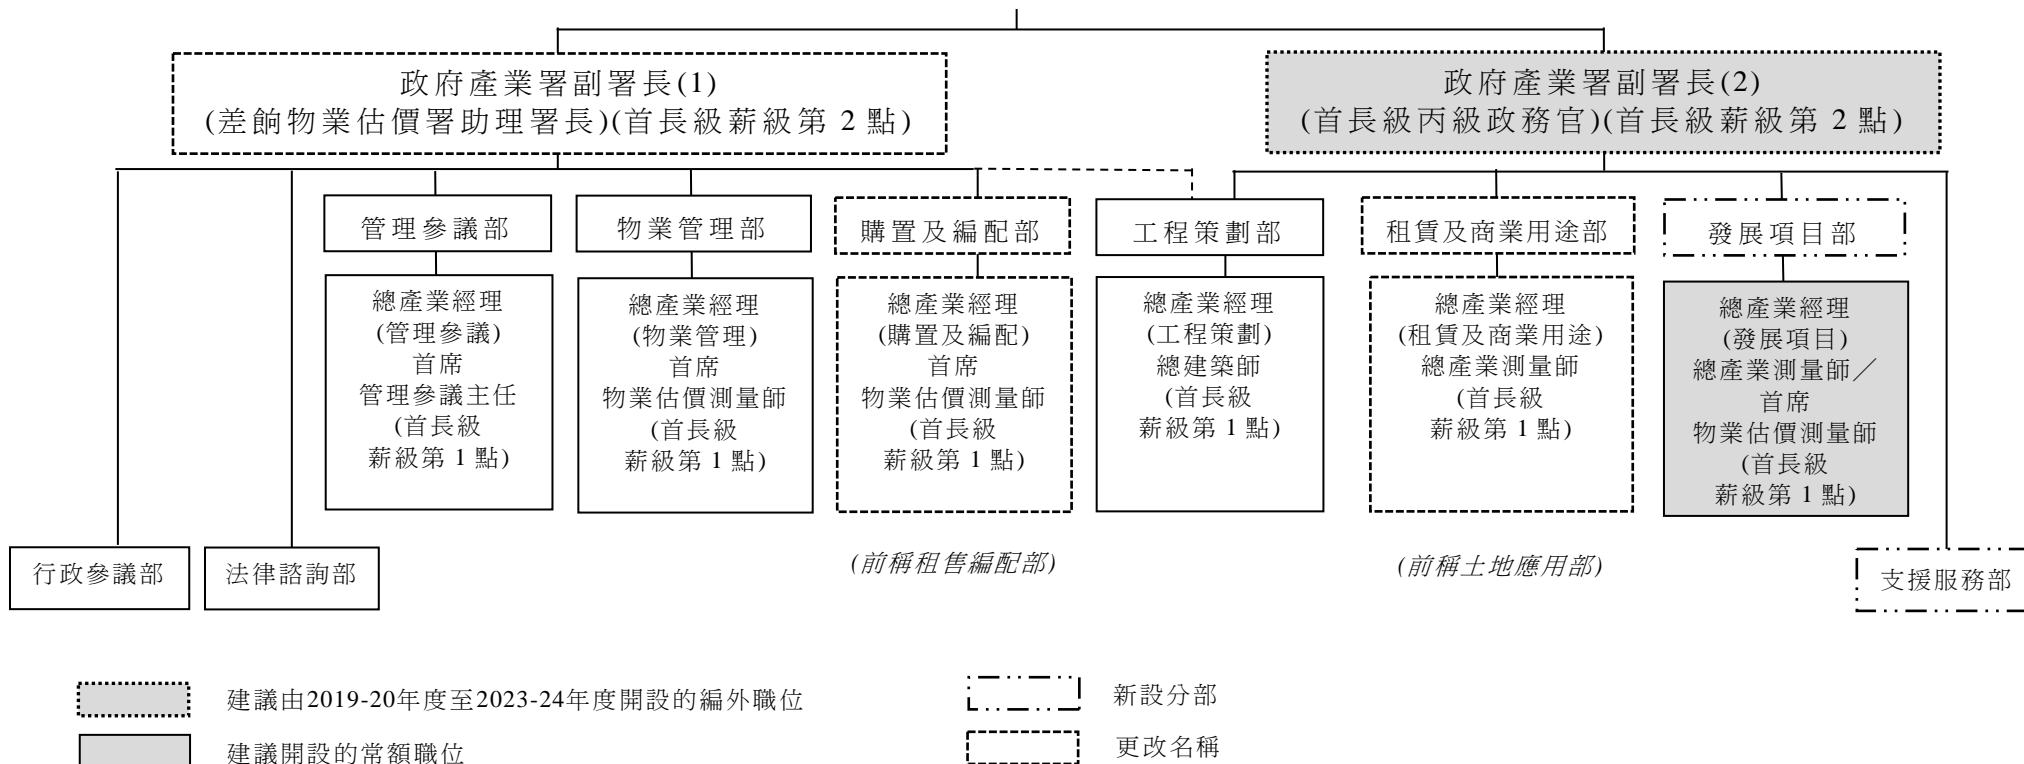 政府產業署副署長(1)
(差餉物業估價署助理署長)(首長級薪級第 2 點)
政府產業署副署長(2)
(首長級丙級政務官)(首長級薪級第 2 點)
管理參議部
物業管理部
購置及編配部
工程策劃部
租賃及商業用途部
發展項目部
總產業經理
(管理參議)
首席
管理參議主任
(首長級
薪級第 1 點)
總產業經理
(物業管理)
首席
物業估價測量師
(首長級
薪級第 1 點)
總產業經理
(購置及編配)
首席
物業估價測量師
(首長級
薪級第 1 點)
總產業經理
(工程策劃)
總建築師
(首長級
薪級第 1 點)
總產業經理
(租賃及商業用途)
總產業測量師
(首長級
薪級第 1 點)
總產業經理
(發展項目)
總產業測量師／
首席
物業估價測量師
(首長級
薪級第 1 點)
行政參議部
法律諮詢部
(前稱租售編配部)
(前稱土地應用部)
支援服務部
建議由2019-20年度至2023-24年度開設的編外職位
新設分部
建議開設的常額職位
更改名稱